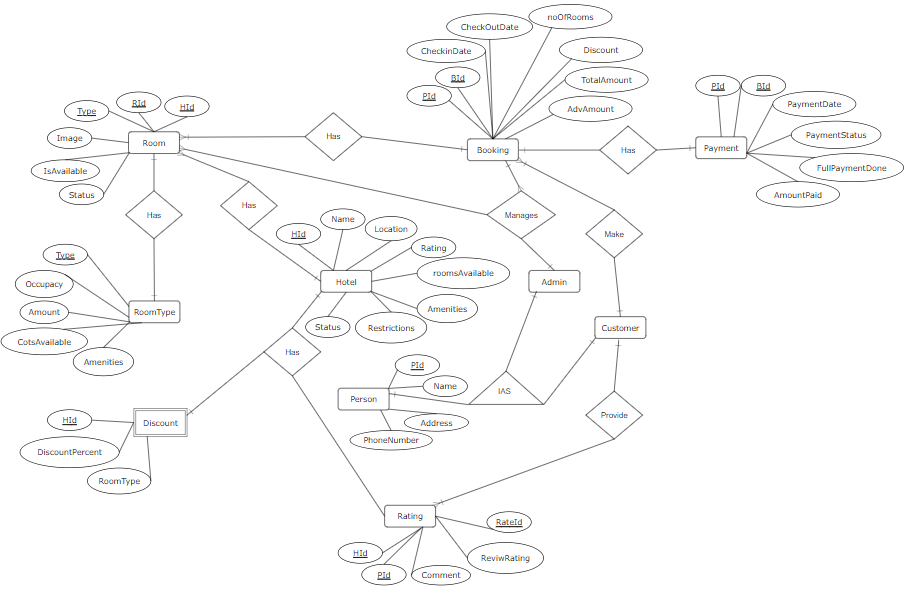 noOfRooms
CheckOutDate
CheckinDate
Discount
BId
TotalAmount
PId
AdvAmount
PId
BId
PaymentDate
PaymentStatus
FullPaymentDone
AmountPaid
Type
RId
HId
Image
IsAvailable
Status
Room
Has
Booking
Has
Payment
Has
Has
Manages
Make
HId
Name
Location
Rating
roomsAvailable
Amenities
Restrictions
Status
Hotel
Admin
Customer
Type
Occupancy
Amount
CotsAvailable
Amenities
RoomType
Has
PId
Name
Address
PhoneNumber
Person
IAS
Provide
HId
DiscountPercent
RoomType
Discount
Rating
RateId
ReviwRating
HId
PId
Comment